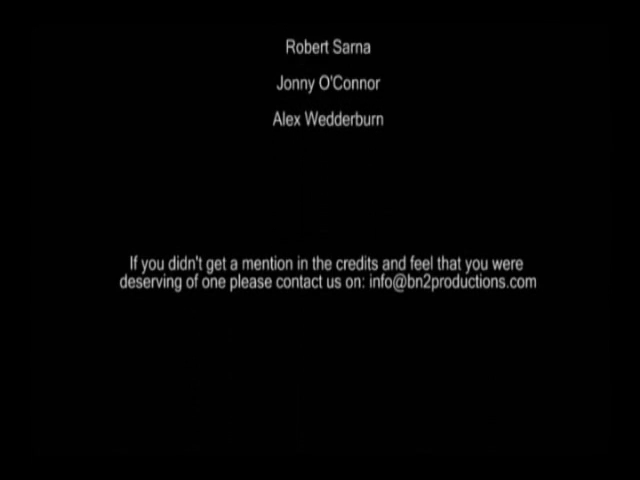 Robert Sarna
Jonny O'Connor
Alex Wedderburn
If you didn't get a mention in the credits and feel that you were
deserving of one please contact us on: info@bn2productions.com